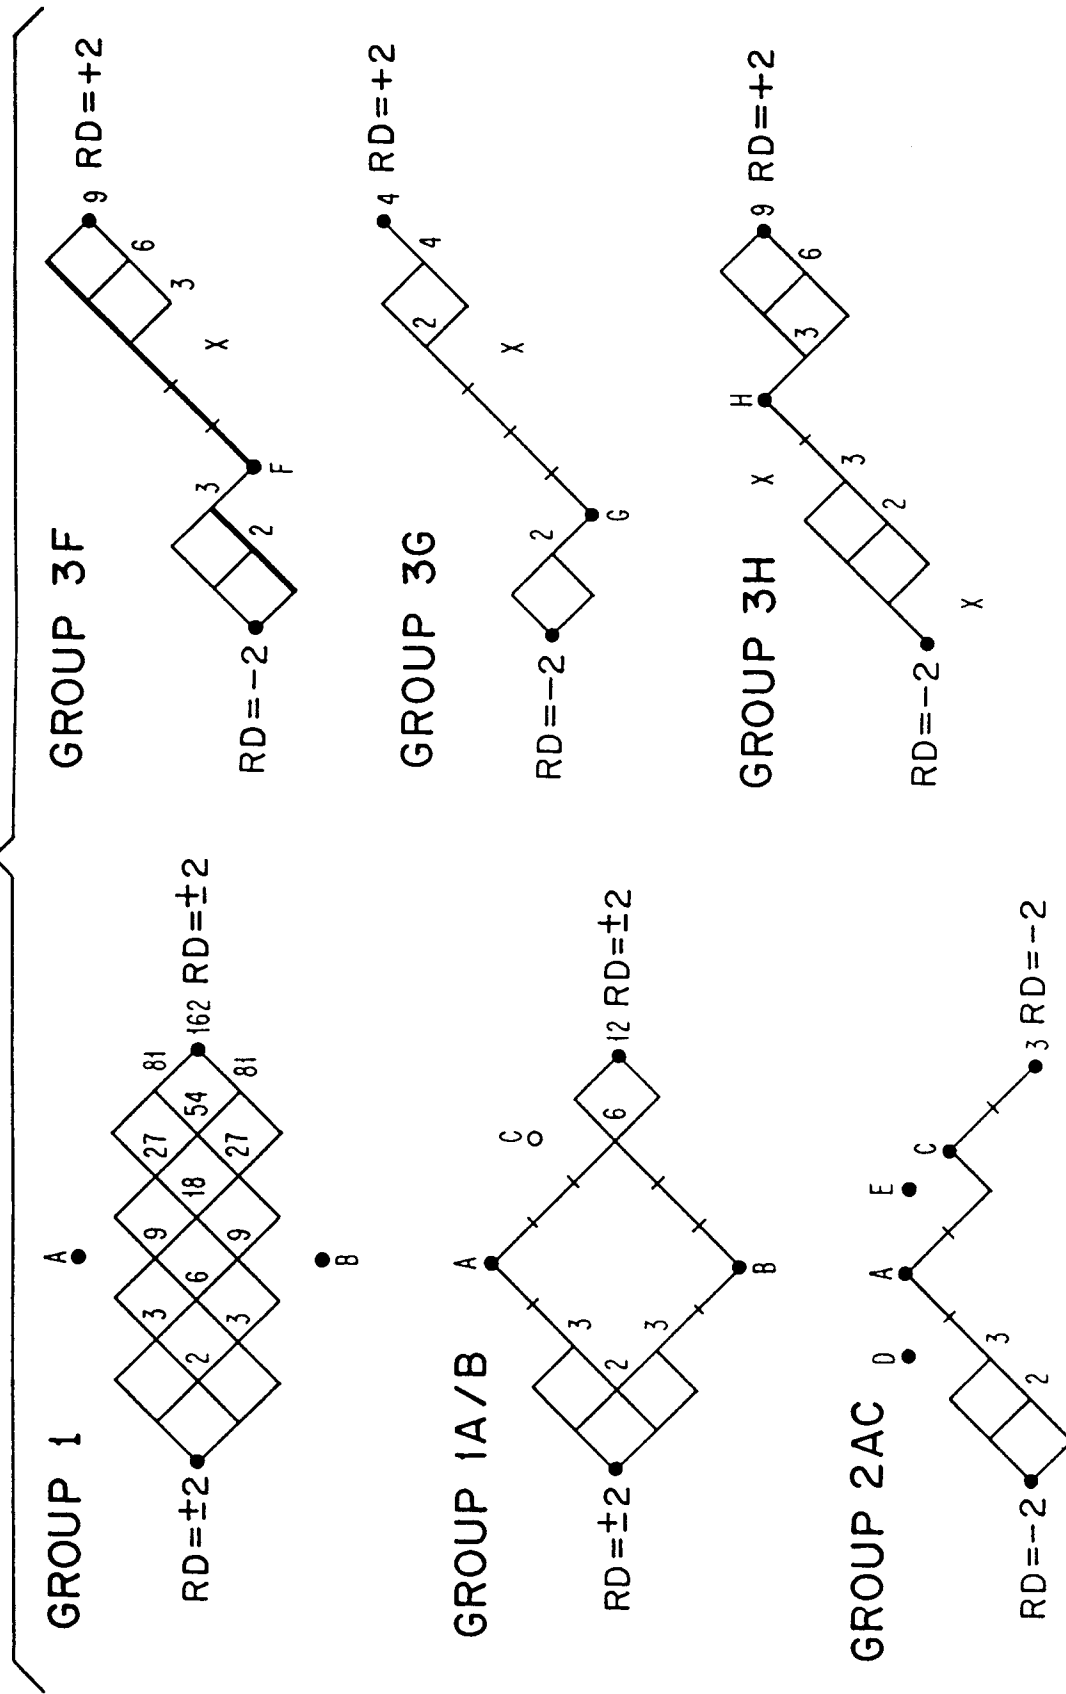 GROUP 1
A
RD=±2
3
9
27
81
2
6
18
54
162 RD=±2
3
9
27
81
B
GROUP 1A/B
A
C
RD=±2
3
2
3
6
12 RD=±2
B
GROUP 2AC
D
A
E
C
RD=-2
2
3
3 RD=-2
GROUP 3F
RD=-2
2
3
F
X
3
6
9 RD=+2
GROUP 3G
RD=-2
2
G
X
2
4
4 RD=+2
GROUP 3H
RD=-2
X
2
3
X
H
3
6
9 RD=+2